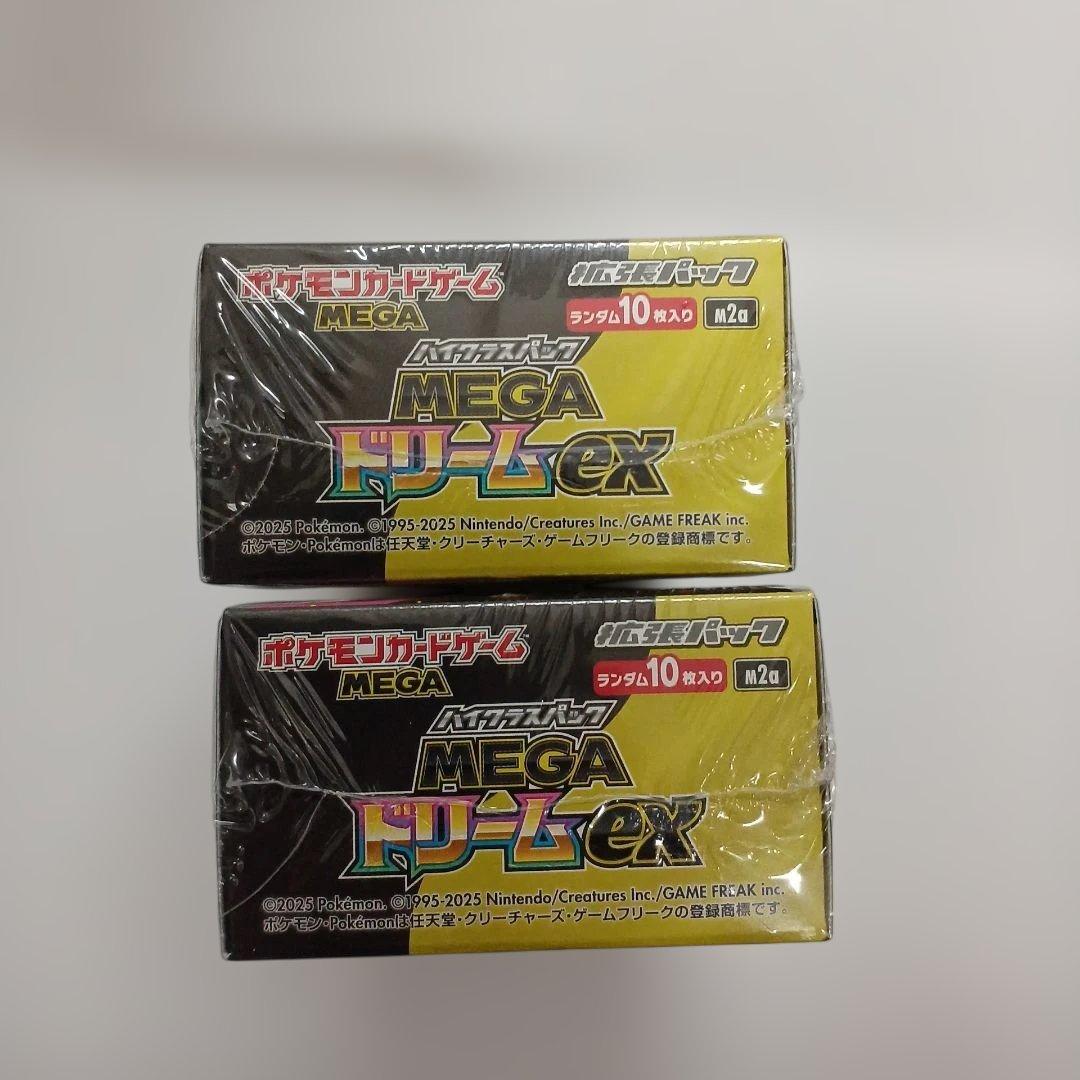 ポケモンカードゲーム™
MEGA
拡張パック
ランダム10枚入り M2a
ハイクラスパック
MEGA
ドリームex
©2025 Pokémon. ©1995-2025 Nintendo/Creatures Inc./GAME FREAK inc.
ポケモン・Pokémonは任天堂・クリーチャーズ・ゲームフリークの登録商標です。
ポケモンカードゲーム™
MEGA
拡張パック
ランダム10枚入り M2a
ハイクラスパック
MEGA
ドリームex
©2025 Pokémon. ©1995-2025 Nintendo/Creatures Inc./GAME FREAK inc.
ポケモン・Pokémonは任天堂・クリーチャーズ・ゲームフリークの登録商標です。